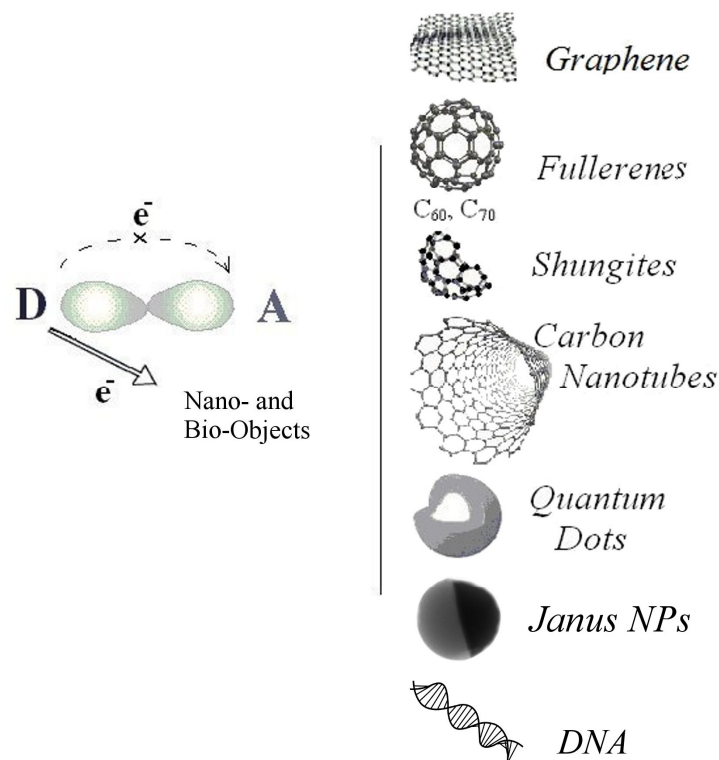 e⁻
D
A
e⁻
Nano- and
Bio-Objects
Graphene
Fullerenes
C₆₀, C₇₀
Shungites
Carbon
Nanotubes
Quantum
Dots
Janus NPs
DNA